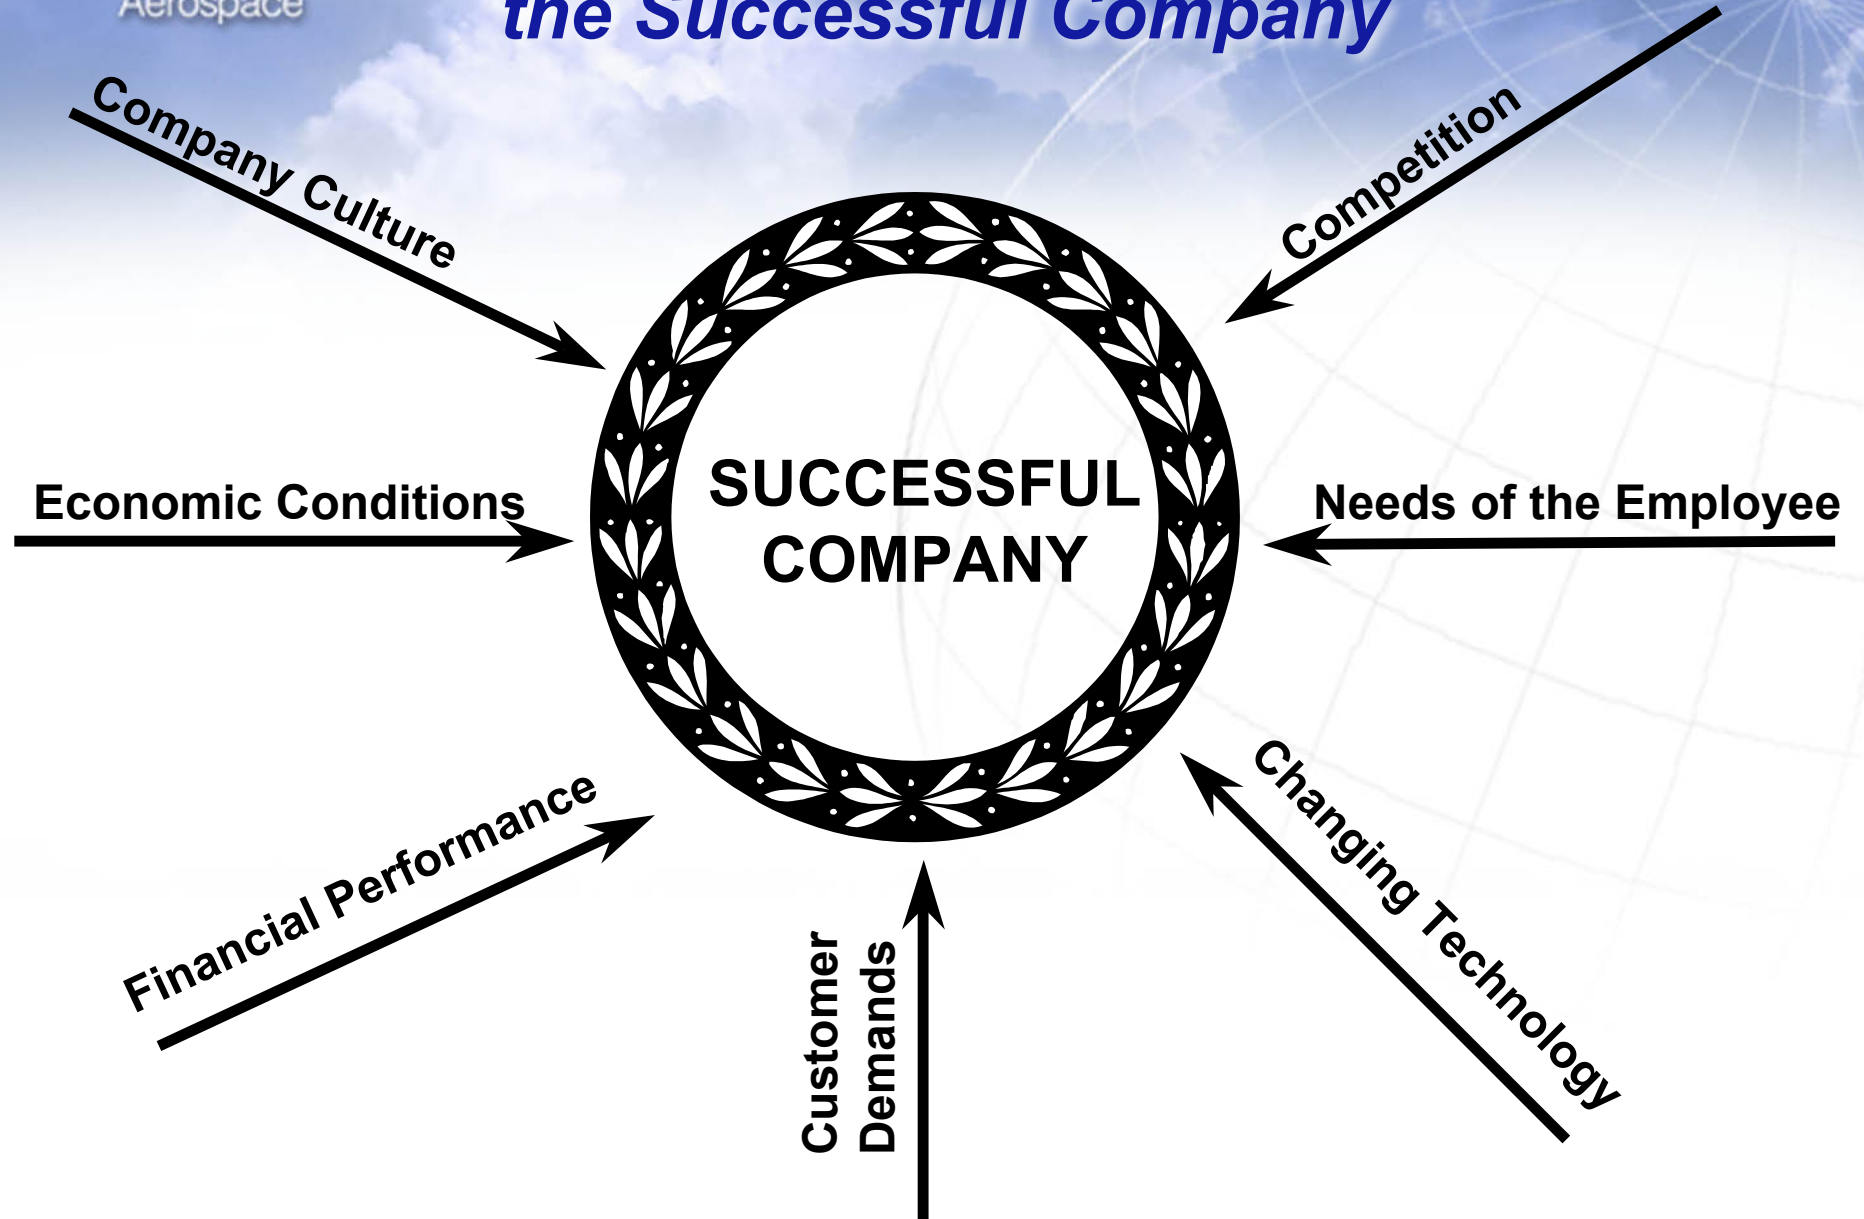 Aerospace
the Successful Company
Company Culture
Competition
Economic Conditions
SUCCESSFUL
COMPANY
Needs of the Employee
Financial Performance
Customer
Demands
Changing Technology